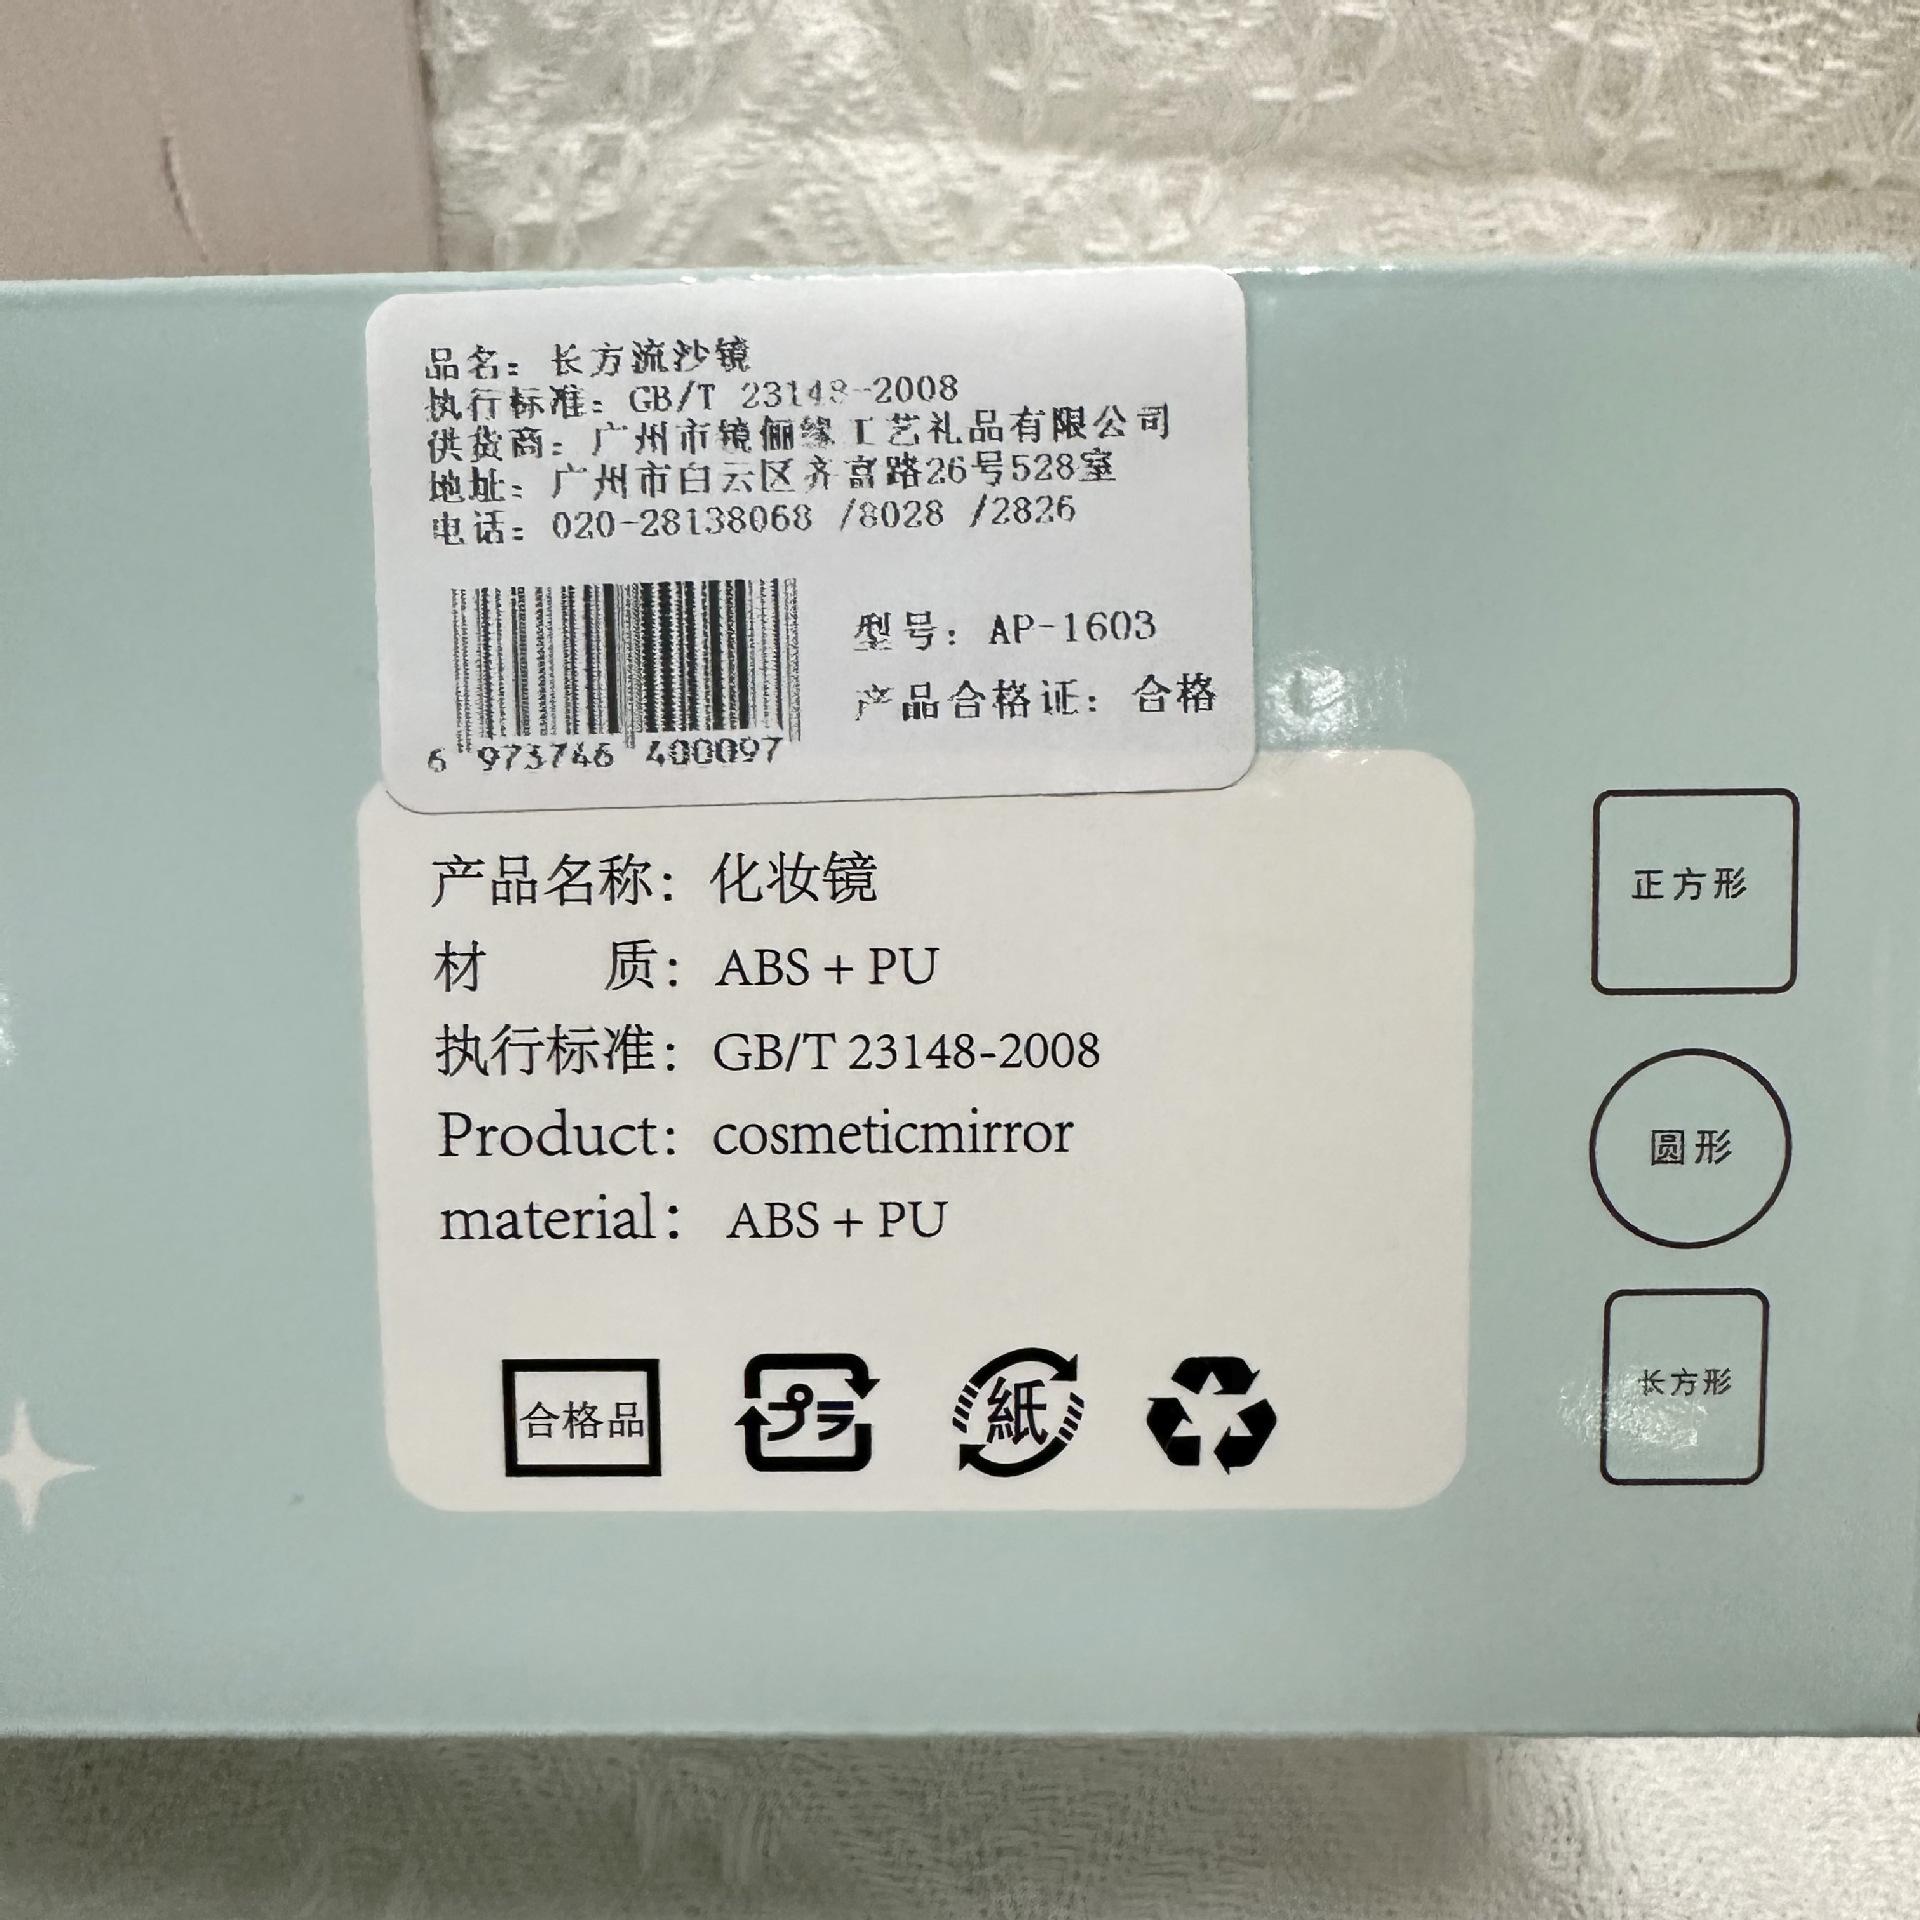 品名: 长方流沙镜
执行标准: GB/T 23148-2008
供货商: 广州市镜俪缘工艺礼品有限公司
地址: 广州市白云区齐富路26号528室
电话: 020-28138068 /8028 /2826
型号: AP-1603
产品合格证: 合格
6 973746 400097
产品名称: 化妆镜
材 质: ABS + PU
执行标准: GB/T 23148-2008
Product: cosmeticmirror
material: ABS + PU
合格品
プラ
紙
正方形
圆形
长方形